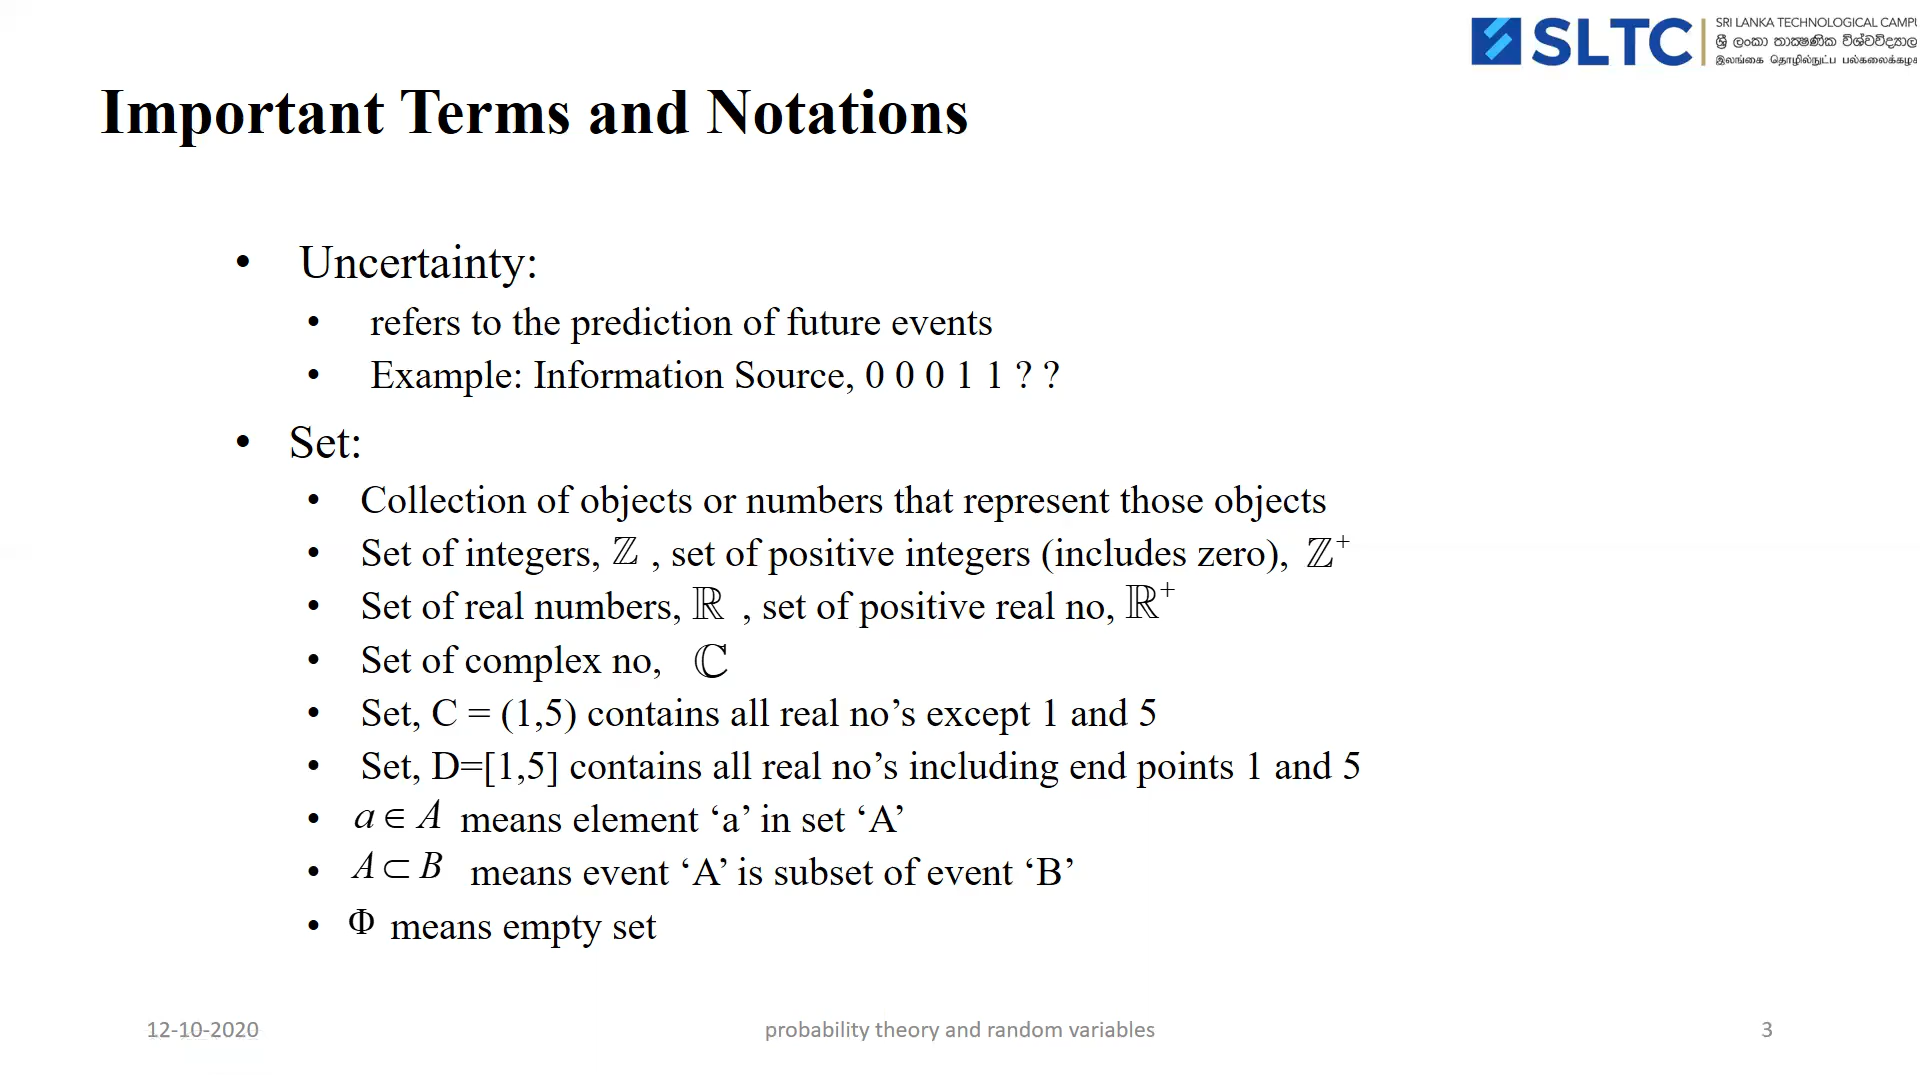 SLTC
SRI LANKA TECHNOLOGICAL CAMPU
ශ්‍රී ලංකා තාක්ෂණික විශ්වවිද්‍යාල
இலங்கை தொழில்நுட்ப பல்கலைக்கழக
Important Terms and Notations
• Uncertainty:
• refers to the prediction of future events
• Example: Information Source, 0 0 0 1 1 ? ?
• Set:
• Collection of objects or numbers that represent those objects
• Set of integers, ℤ , set of positive integers (includes zero), ℤ⁺
• Set of real numbers, ℝ , set of positive real no, ℝ⁺
• Set of complex no, ℂ
• Set, C = (1,5) contains all real no’s except 1 and 5
• Set, D=[1,5] contains all real no’s including end points 1 and 5
• a ∈ A means element ‘a’ in set ‘A’
• A ⊂ B means event ‘A’ is subset of event ‘B’
• Φ means empty set
12-10-2020
probability theory and random variables
3